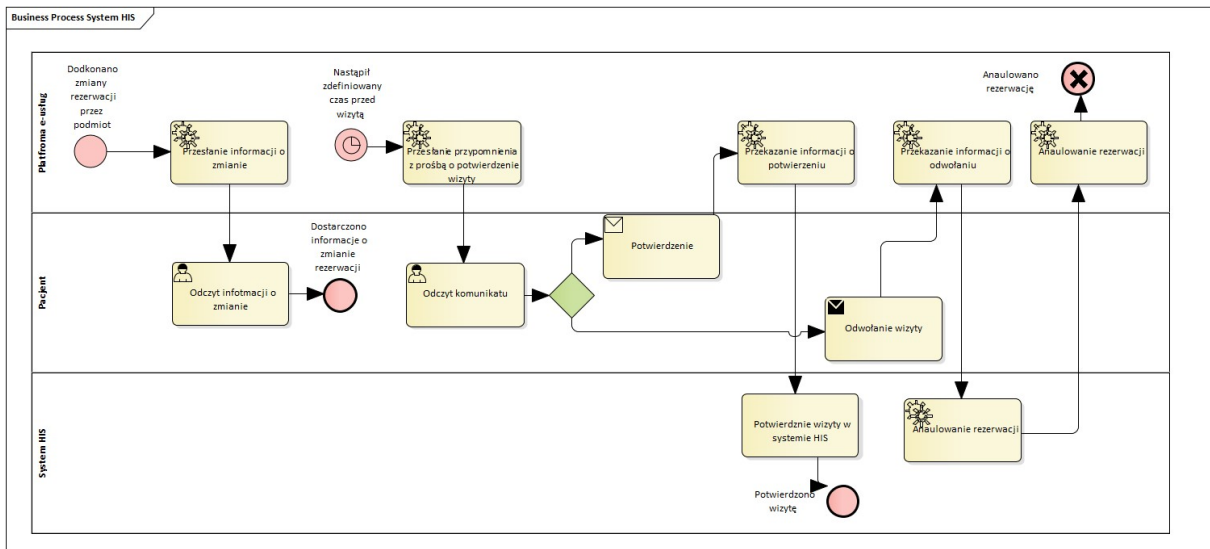 Business Process System HIS
Platfroma e-usług
Dodkonano
zmiany
rezerwacji
przez
podmiot
Przesłanie informacji o
zmianie
Nastąpił
zdefiniowany
czas przed
wizytą
Przesłanie przypomnienia
z prośbą o potwierdzenie
wizyty
Przekazanie informacji o
potwierzeniu
Przekazanie informacji o
odwołaniu
Anaulowano
rezerwację
Anaulowanie rezerwacji
Pacjent
Odczyt infotmacji o
zmianie
Dostarczono
informacje o
zmianie
rezerwacji
Odczyt komunikatu
Potwierdzenie
Odwołanie wizyty
System HIS
Potwierdznie wizyty w
systemie HIS
Potwierdzono
wizytę
Anaulowanie rezerwacji